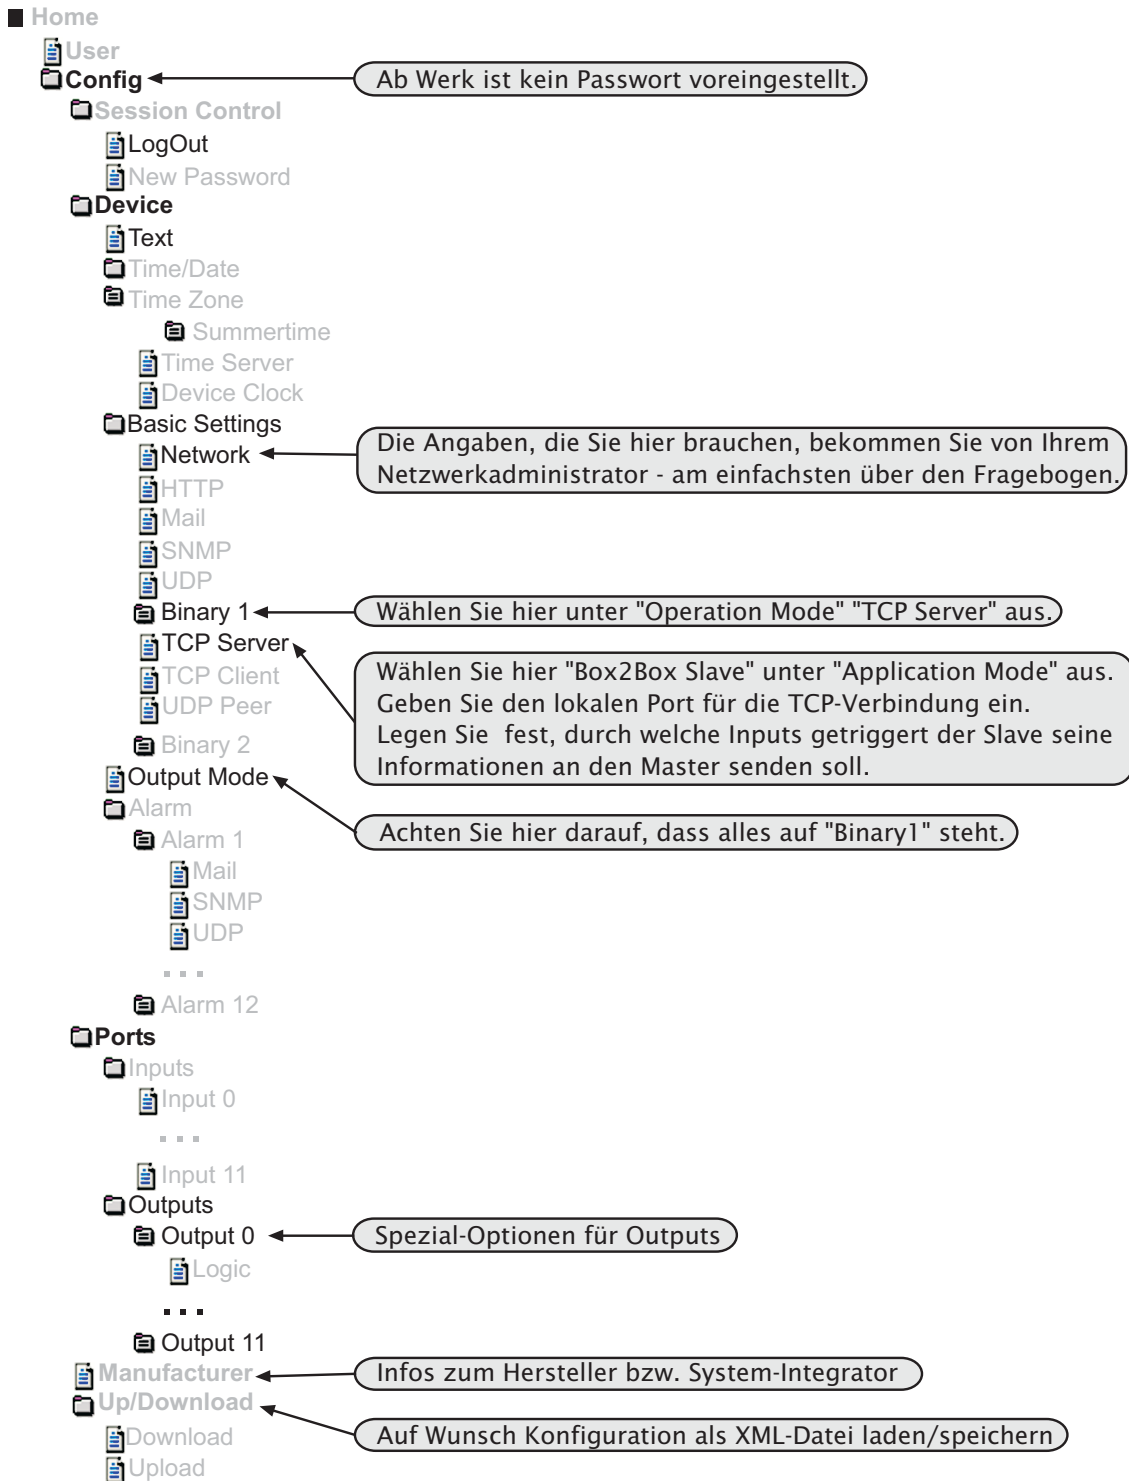 Home
User
Config
Ab Werk ist kein Passwort voreingestellt.
Session Control
LogOut
New Password
Device
Text
Time/Date
Time Zone
Summertime
Time Server
Device Clock
Basic Settings
Network
Die Angaben, die Sie hier brauchen, bekommen Sie von Ihrem
Netzwerkadministrator - am einfachsten über den Fragebogen.
HTTP
Mail
SNMP
UDP
Binary 1
Wählen Sie hier unter "Operation Mode" "TCP Server" aus.
TCP Server
Wählen Sie hier "Box2Box Slave" unter "Application Mode" aus.
Geben Sie den lokalen Port für die TCP-Verbindung ein.
Legen Sie  fest, durch welche Inputs getriggert der Slave seine
Informationen an den Master senden soll.
TCP Client
UDP Peer
Binary 2
Output Mode
Achten Sie hier darauf, dass alles auf "Binary1" steht.
Alarm
Alarm 1
Mail
SNMP
UDP
...
Alarm 12
Ports
Inputs
Input 0
...
Input 11
Outputs
Output 0
Spezial-Optionen für Outputs
Logic
...
Output 11
Manufacturer
Infos zum Hersteller bzw. System-Integrator
Up/Download
Auf Wunsch Konfiguration als XML-Datei laden/speichern
Download
Upload